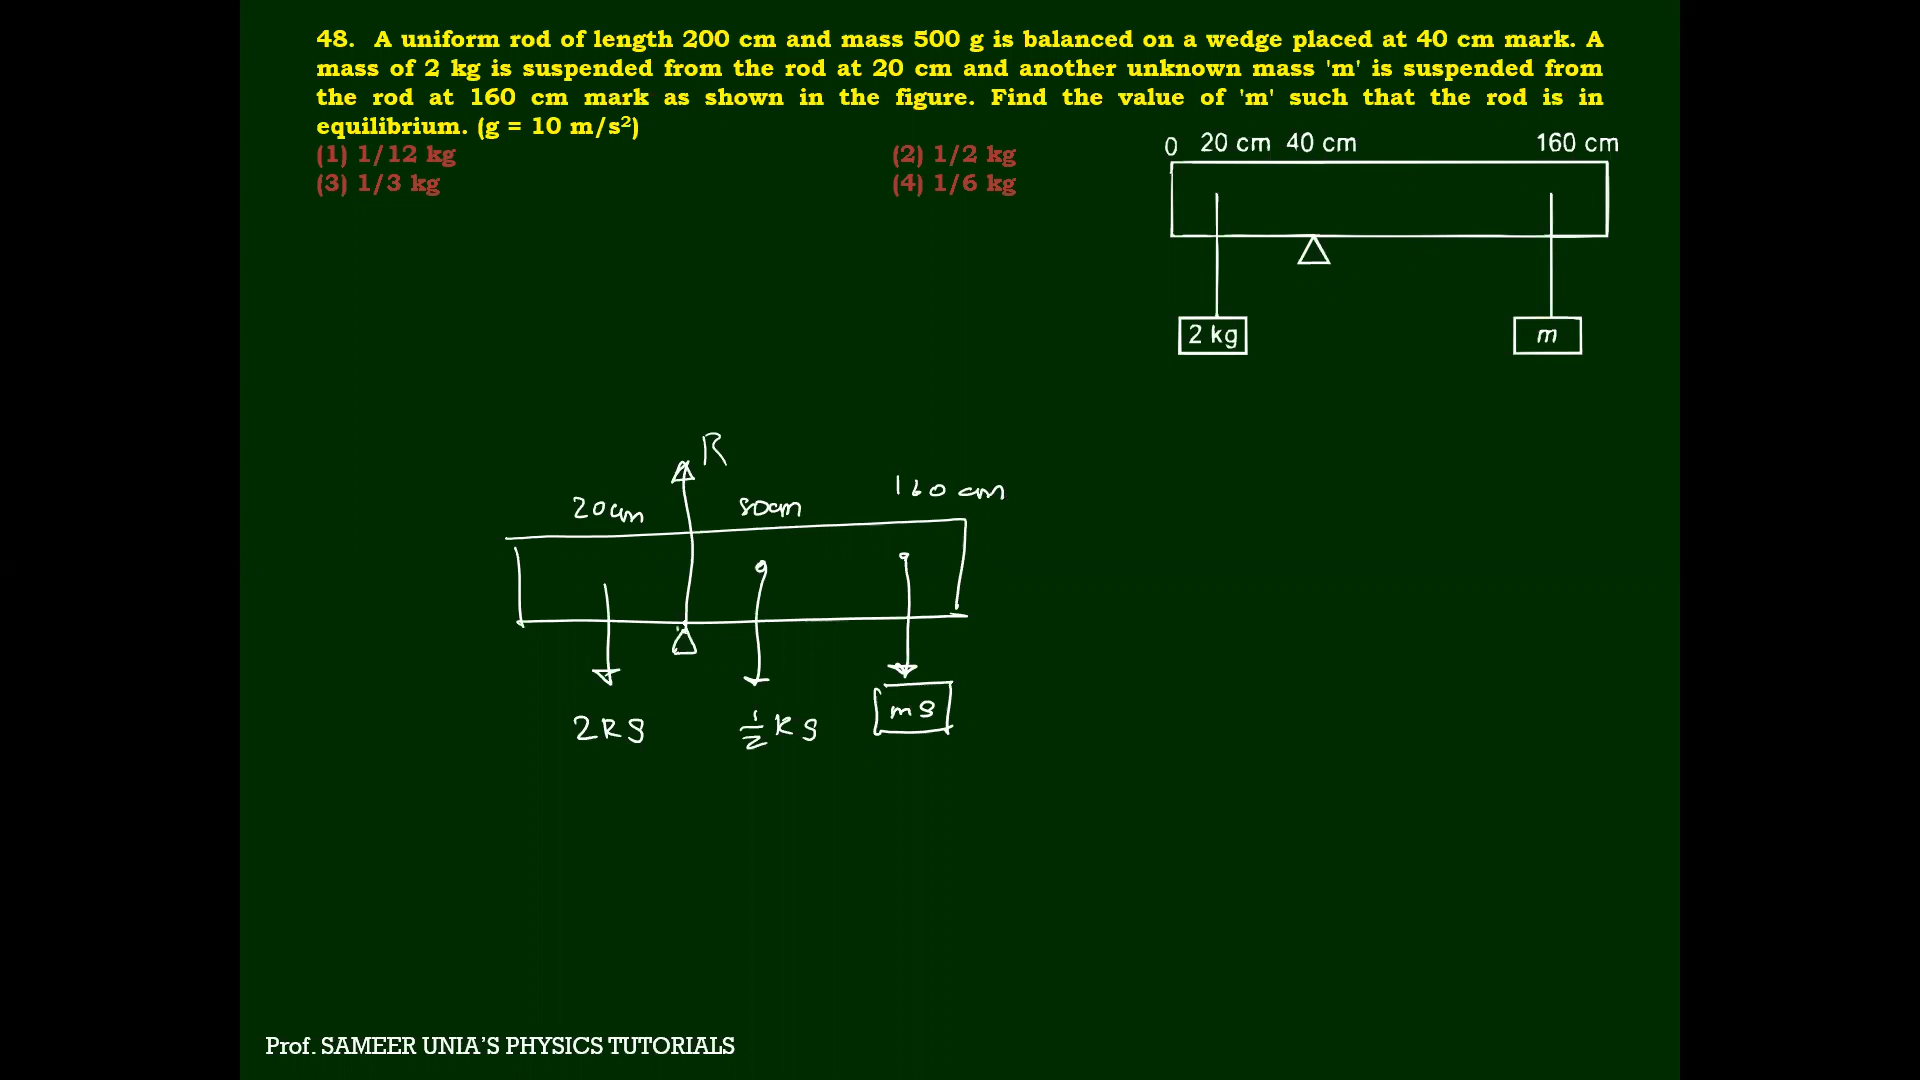 48. A uniform rod of length 200 cm and mass 500 g is balanced on a wedge placed at 40 cm mark. A
mass of 2 kg is suspended from the rod at 20 cm and another unknown mass 'm' is suspended from
the rod at 160 cm mark as shown in the figure. Find the value of 'm' such that the rod is in
equilibrium. (g = 10 m/s²)
(1) 1/12 kg (2) 1/2 kg
(3) 1/3 kg (4) 1/6 kg
0 20 cm 40 cm 160 cm
2 kg m
R
20cm 80cm 160 cm
2kg 1/2 kg mg
Prof. SAMEER UNIA'S PHYSICS TUTORIALS